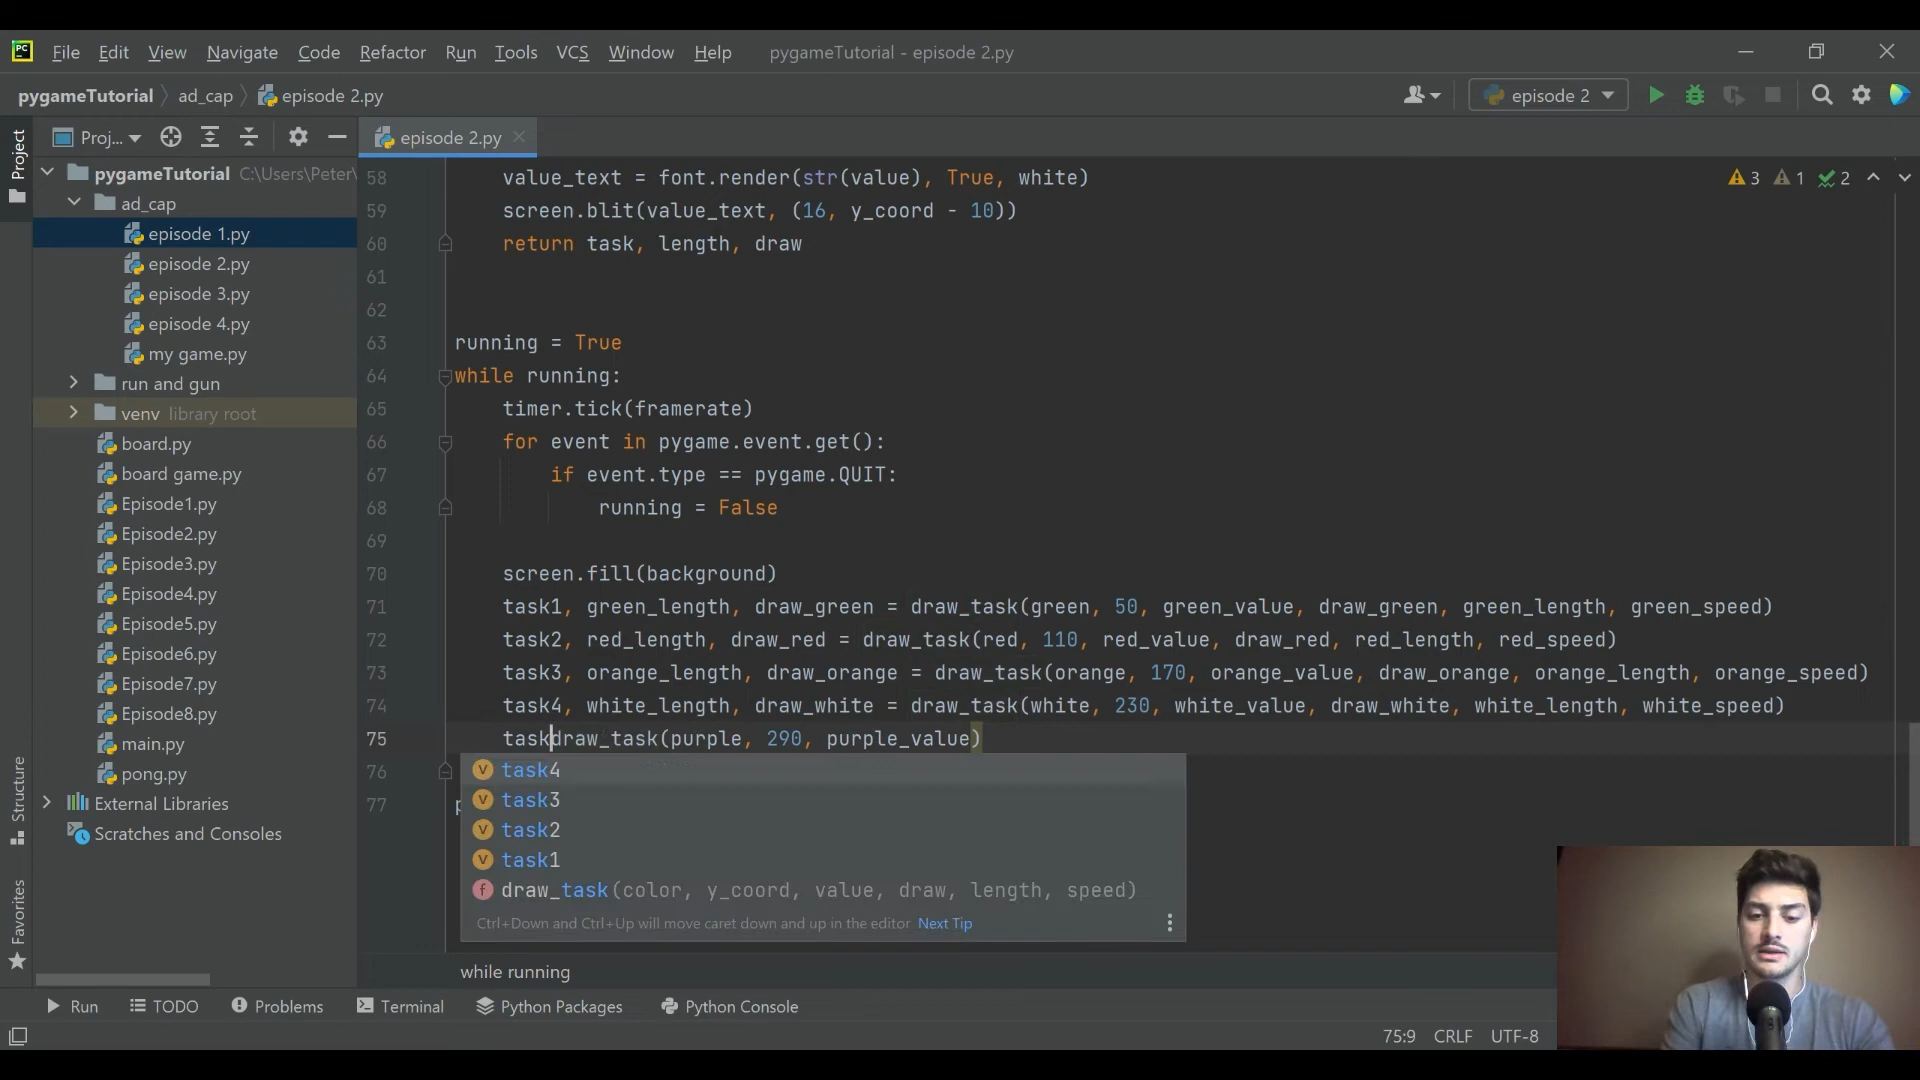 File Edit View Navigate Code Refactor Run Tools VCS Window Help pygameTutorial - episode 2.py
pygameTutorial ad_cap episode 2.py episode 2
Project
Proj... episode 2.py
pygameTutorial C:\Users\Peter\
ad_cap
episode 1.py
episode 2.py
episode 3.py
episode 4.py
my game.py
run and gun
venv library root
board.py
board game.py
Episode1.py
Episode2.py
Episode3.py
Episode4.py
Episode5.py
Episode6.py
Episode7.py
Episode8.py
main.py
pong.py
External Libraries
Scratches and Consoles
Structure
Favorites
3 1 2
58 value_text = font.render(str(value), True, white)
59 screen.blit(value_text, (16, y_coord - 10))
60 return task, length, draw
61
62
63 running = True
64 while running:
65 timer.tick(framerate)
66 for event in pygame.event.get():
67 if event.type == pygame.QUIT:
68 running = False
69
70 screen.fill(background)
71 task1, green_length, draw_green = draw_task(green, 50, green_value, draw_green, green_length, green_speed)
72 task2, red_length, draw_red = draw_task(red, 110, red_value, draw_red, red_length, red_speed)
73 task3, orange_length, draw_orange = draw_task(orange, 170, orange_value, draw_orange, orange_length, orange_speed)
74 task4, white_length, draw_white = draw_task(white, 230, white_value, draw_white, white_length, white_speed)
75 taskdraw_task(purple, 290, purple_value)
76
77 p
V task4
V task3
V task2
V task1
f draw_task(color, y_coord, value, draw, length, speed)
Ctrl+Down and Ctrl+Up will move caret down and up in the editor Next Tip
while running
Run TODO Problems Terminal Python Packages Python Console
75:9 CRLF UTF-8